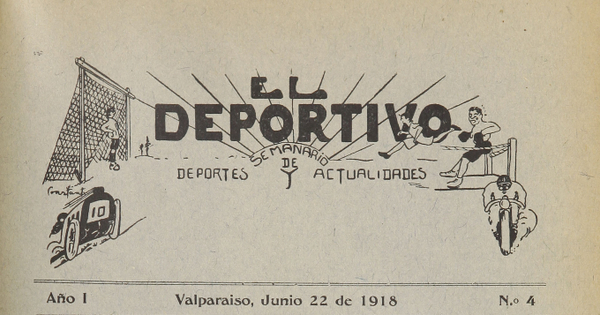 EL
DEPORTIVO
SEMANARIO
DE
DEPORTES Y ACTUALIDADES
10
Año I Valparaiso, Junio 22 de 1918 N.º 4